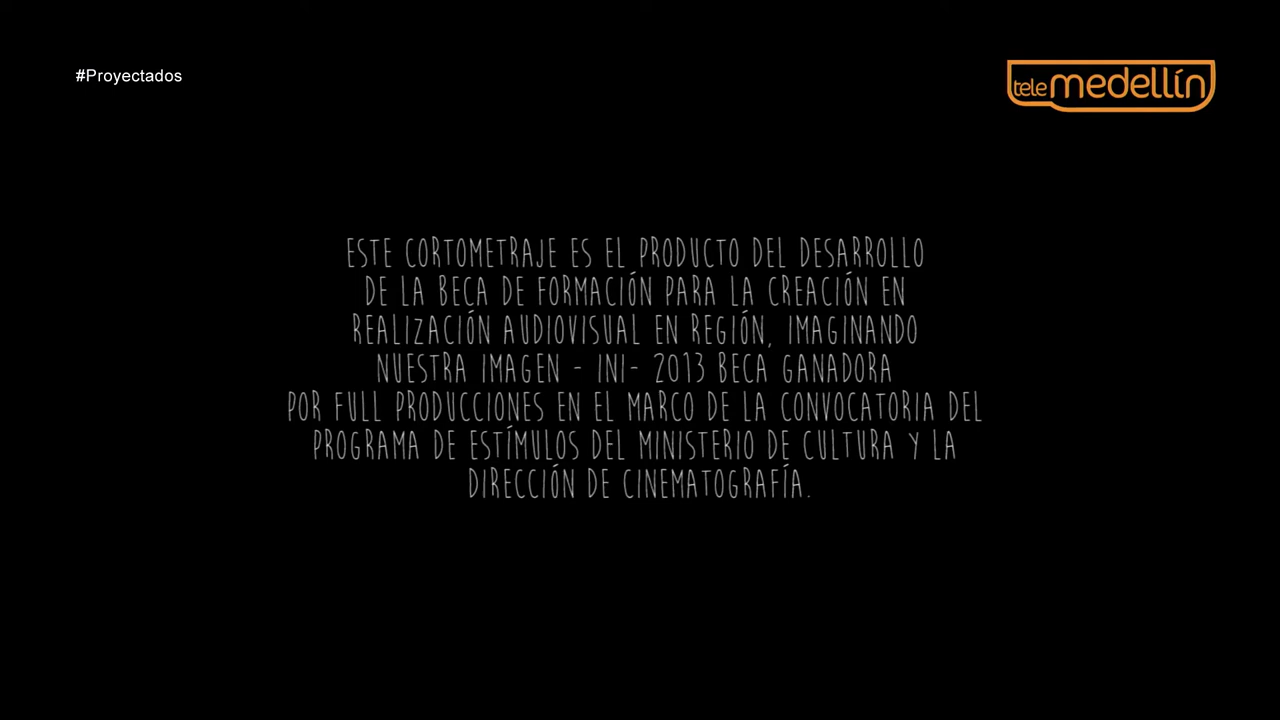 #Proyectados
tele medellín
ESTE CORTOMETRAJE ES EL PRODUCTO DEL DESARROLLO
DE LA BECA DE FORMACIÓN PARA LA CREACIÓN EN
REALIZACIÓN AUDIOVISUAL EN REGIÓN, IMAGINANDO
NUESTRA IMAGEN - INI- 2013 BECA GANADORA
POR FULL PRODUCCIONES EN EL MARCO DE LA CONVOCATORIA DEL
PROGRAMA DE ESTÍMULOS DEL MINISTERIO DE CULTURA Y LA
DIRECCIÓN DE CINEMATOGRAFÍA.